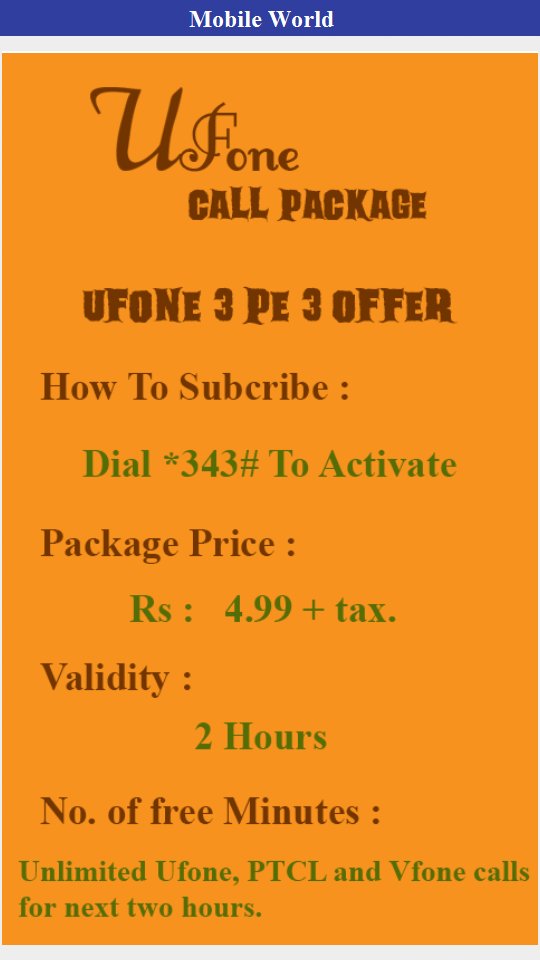 Mobile World
UFone
CALL PACKAGE
UFONE 3 PE 3 OFFER
How To Subcribe :
Dial *343# To Activate
Package Price :
Rs : 4.99 + tax.
Validity :
2 Hours
No. of free Minutes :
Unlimited Ufone, PTCL and Vfone calls
for next two hours.